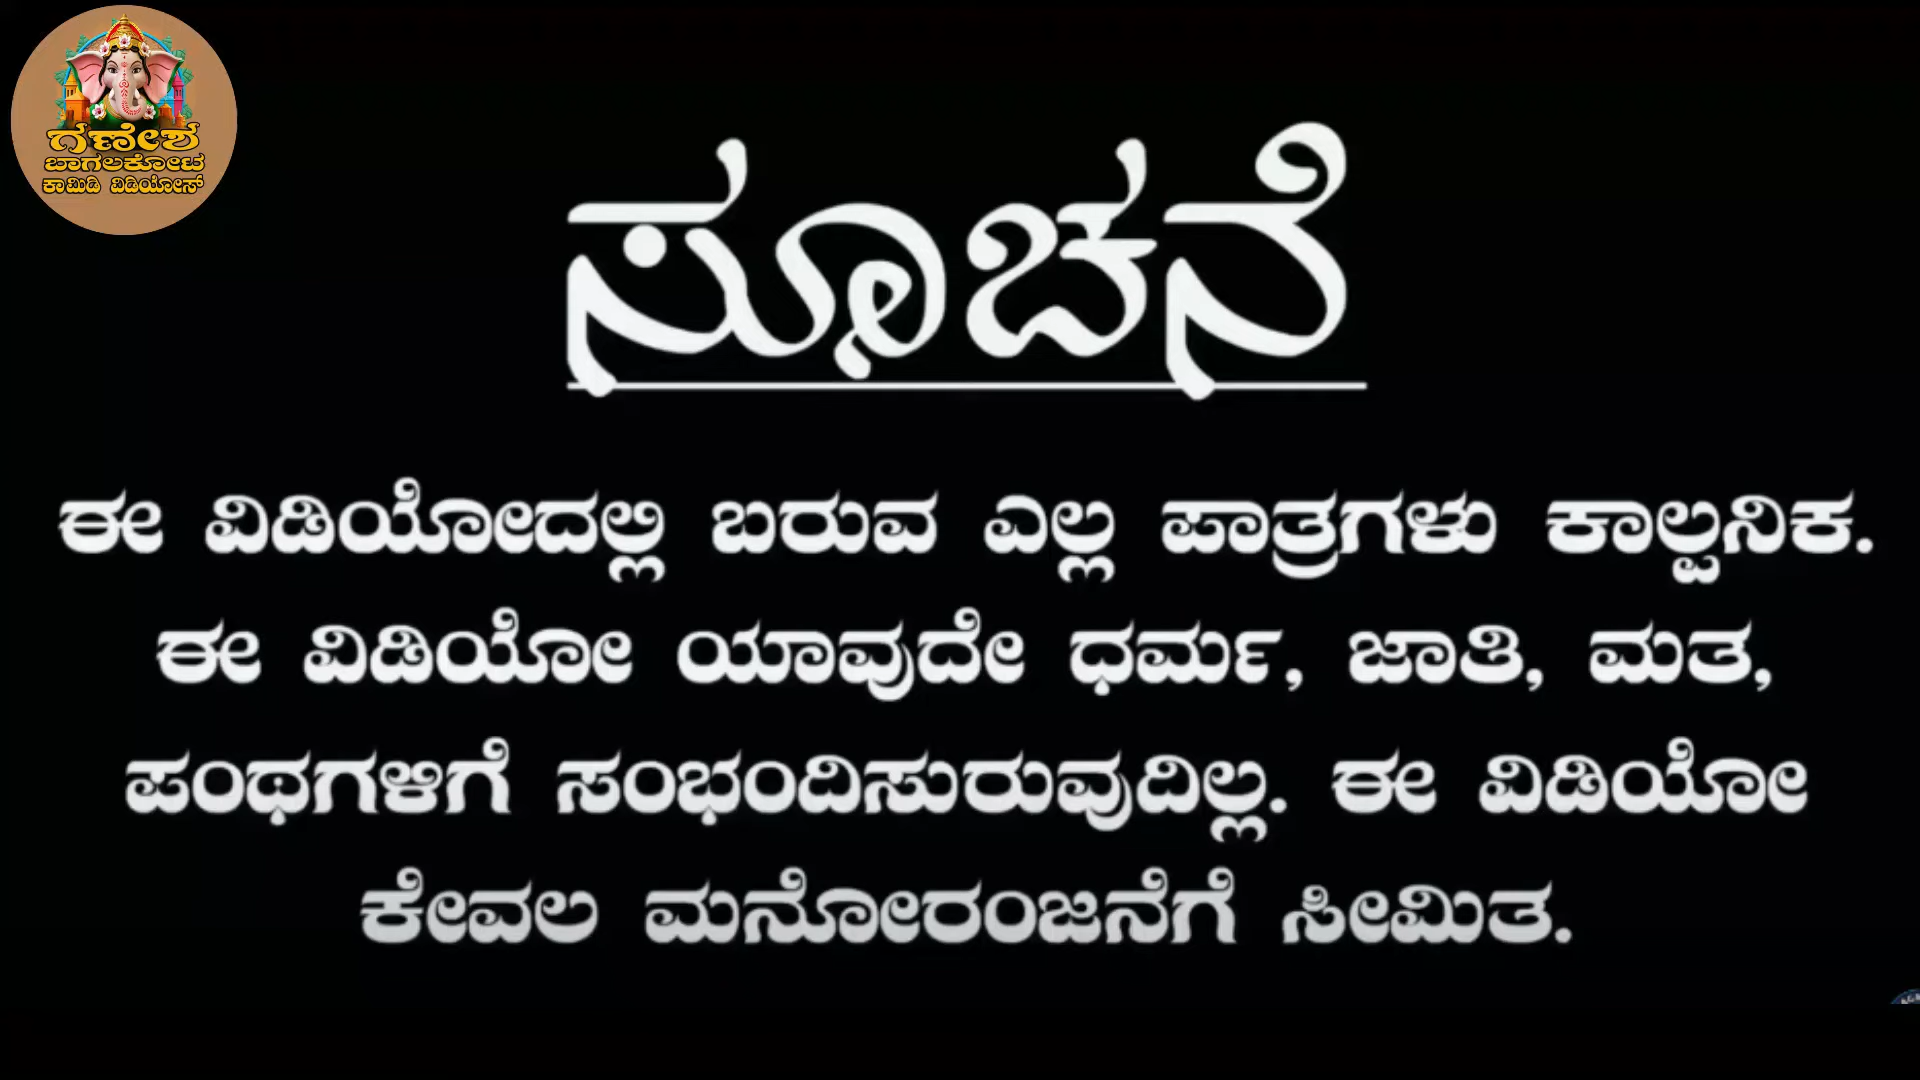 ಗಣೇಶ
ಬಾಗಲಕೋಟ
ಕಾಮಿಡಿ ವಿಡಿಯೋಸ್
ಸೂಚನೆ
ಈ ವಿಡಿಯೋದಲ್ಲಿ ಬರುವ ಎಲ್ಲ ಪಾತ್ರಗಳು ಕಾಲ್ಪನಿಕ.
ಈ ವಿಡಿಯೋ ಯಾವುದೇ ಧರ್ಮ, ಜಾತಿ, ಮತ,
ಪಂಥಗಳಿಗೆ ಸಂಭಂದಿಸುರುವುದಿಲ್ಲ. ಈ ವಿಡಿಯೋ
ಕೇವಲ ಮನೋರಂಜನೆಗೆ ಸೀಮಿತ.